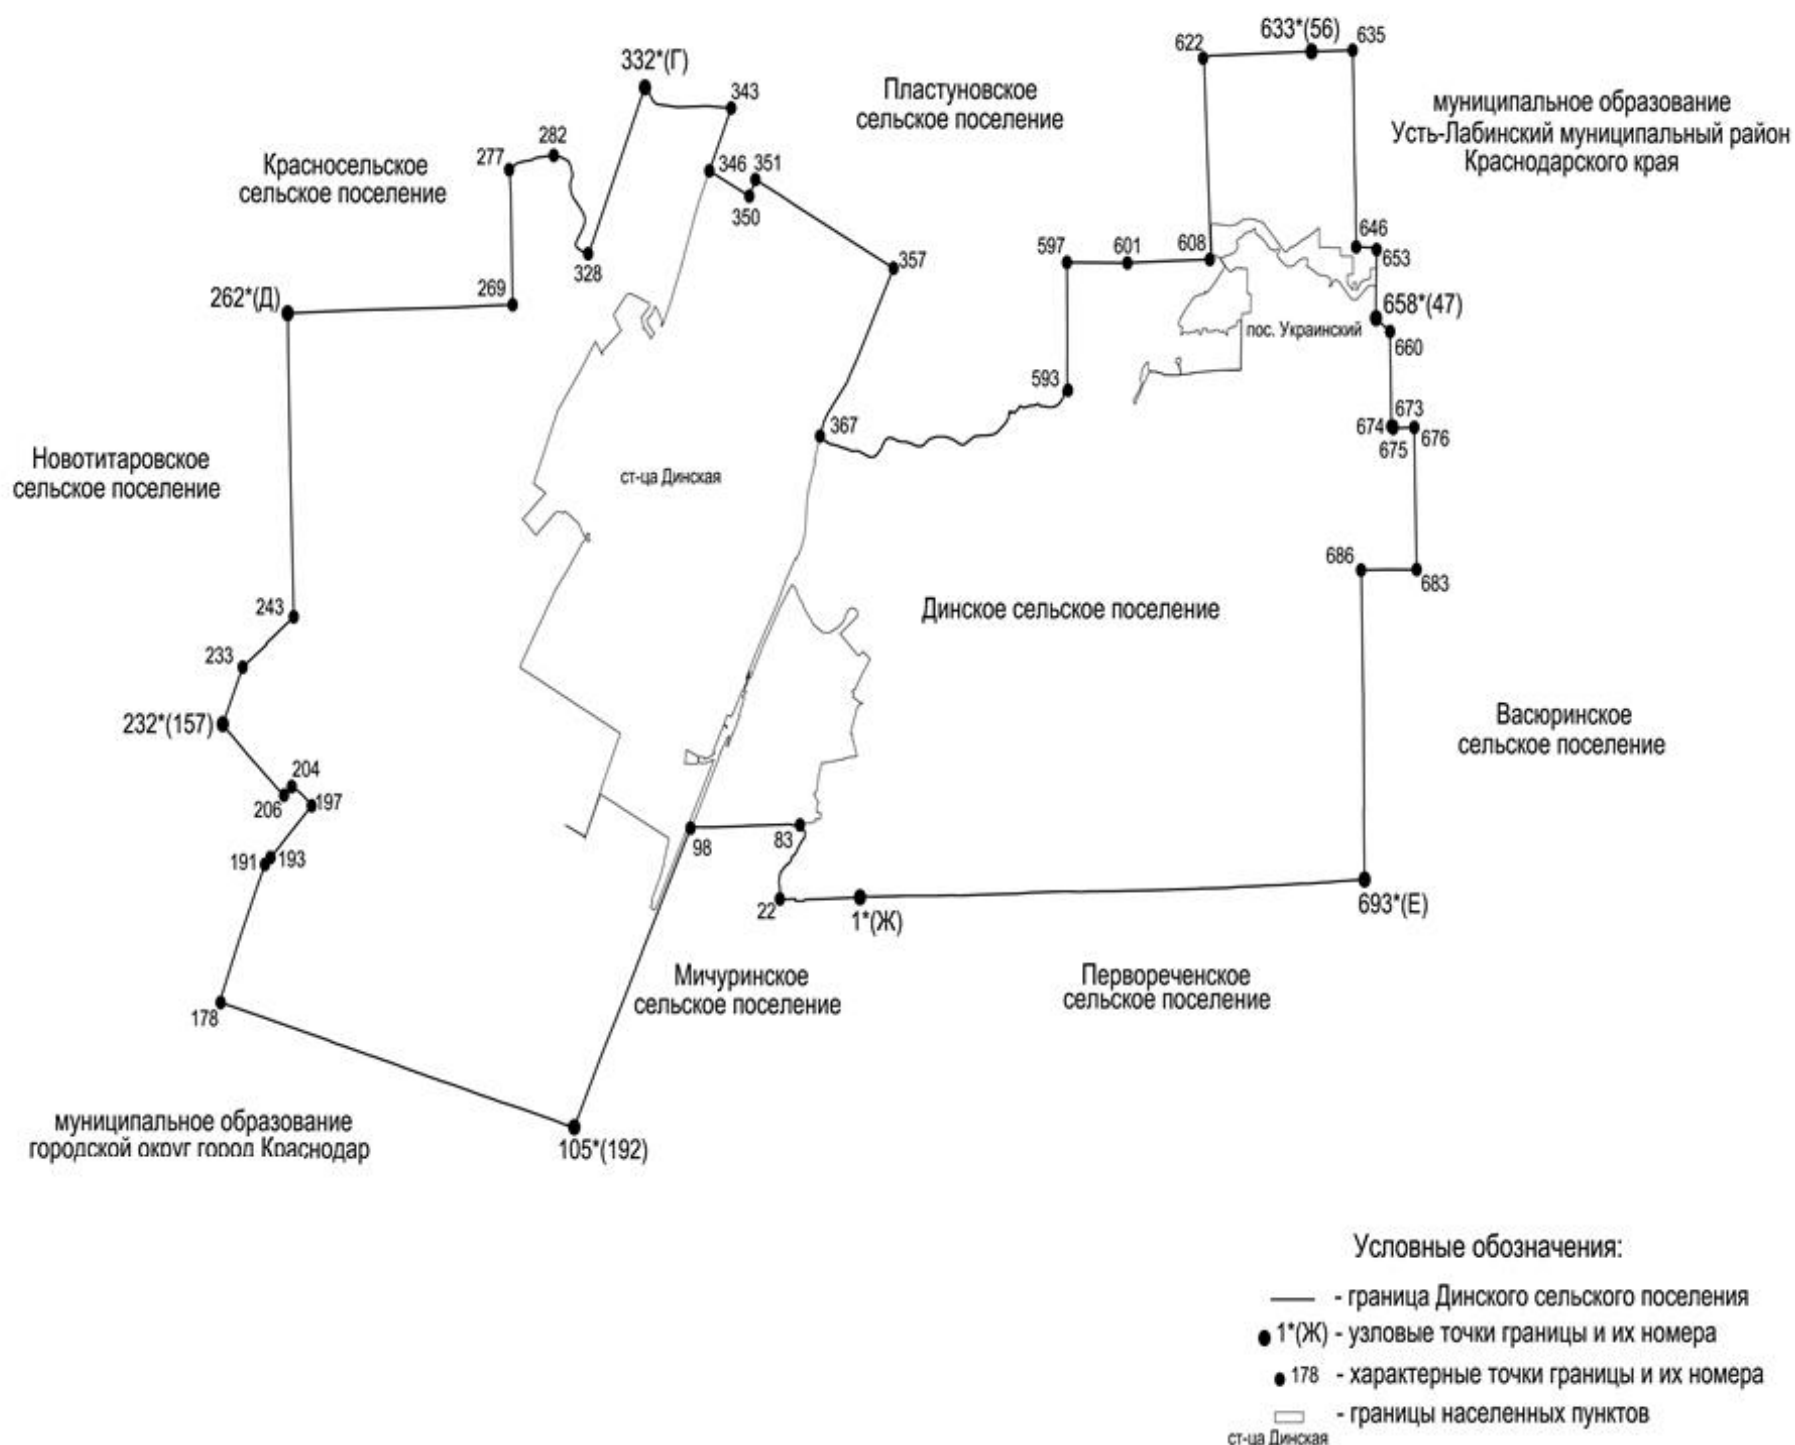 633*(56)
635
622
332*(Г)
343
Пластуновское
сельское поселение
муниципальное образование
Усть-Лабинский муниципальный район
Краснодарского края
282
277
Красносельское
сельское поселение
346
351
350
328
357
597
601
608
646
653
262*(Д)
269
658*(47)
пос. Украинский
660
593
673
674
675
676
367
Новотитаровское
сельское поселение
ст-ца Динская
686
683
243
Динское сельское поселение
233
232*(157)
Васюринское
сельское поселение
204
206
197
98
83
191
193
22
1*(Ж)
693*(Е)
Мичуринское
сельское поселение
Первореченское
сельское поселение
178
муниципальное образование
городской округ город Краснодар
105*(192)
Условные обозначения:
- граница Динского сельского поселения
1*(Ж) - узловые точки границы и их номера
178 - характерные точки границы и их номера
- границы населенных пунктов
ст-ца Динская